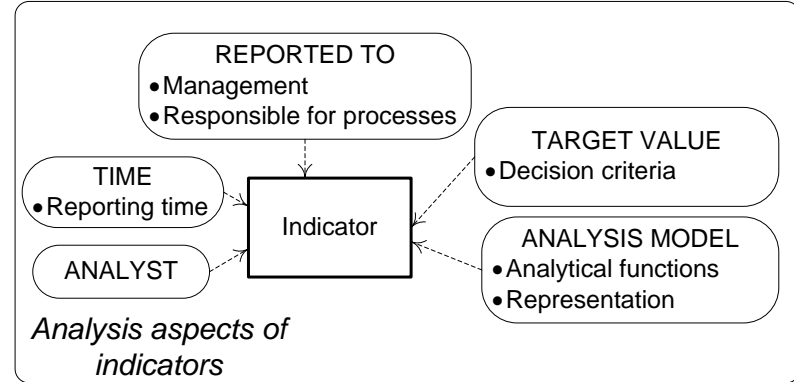 REPORTED TO
•Management
•Responsible for processes
TARGET VALUE
•Decision criteria
TIME
•Reporting time
Indicator
ANALYST
ANALYSIS MODEL
•Analytical functions
•Representation
Analysis aspects of
indicators